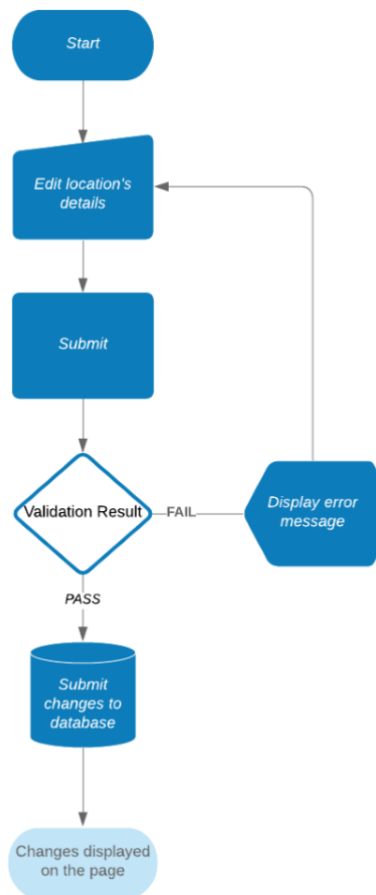 Start
Edit location's
details
Submit
Validation Result
FAIL
Display error
message
PASS
Submit
changes to
database
Changes displayed
on the page